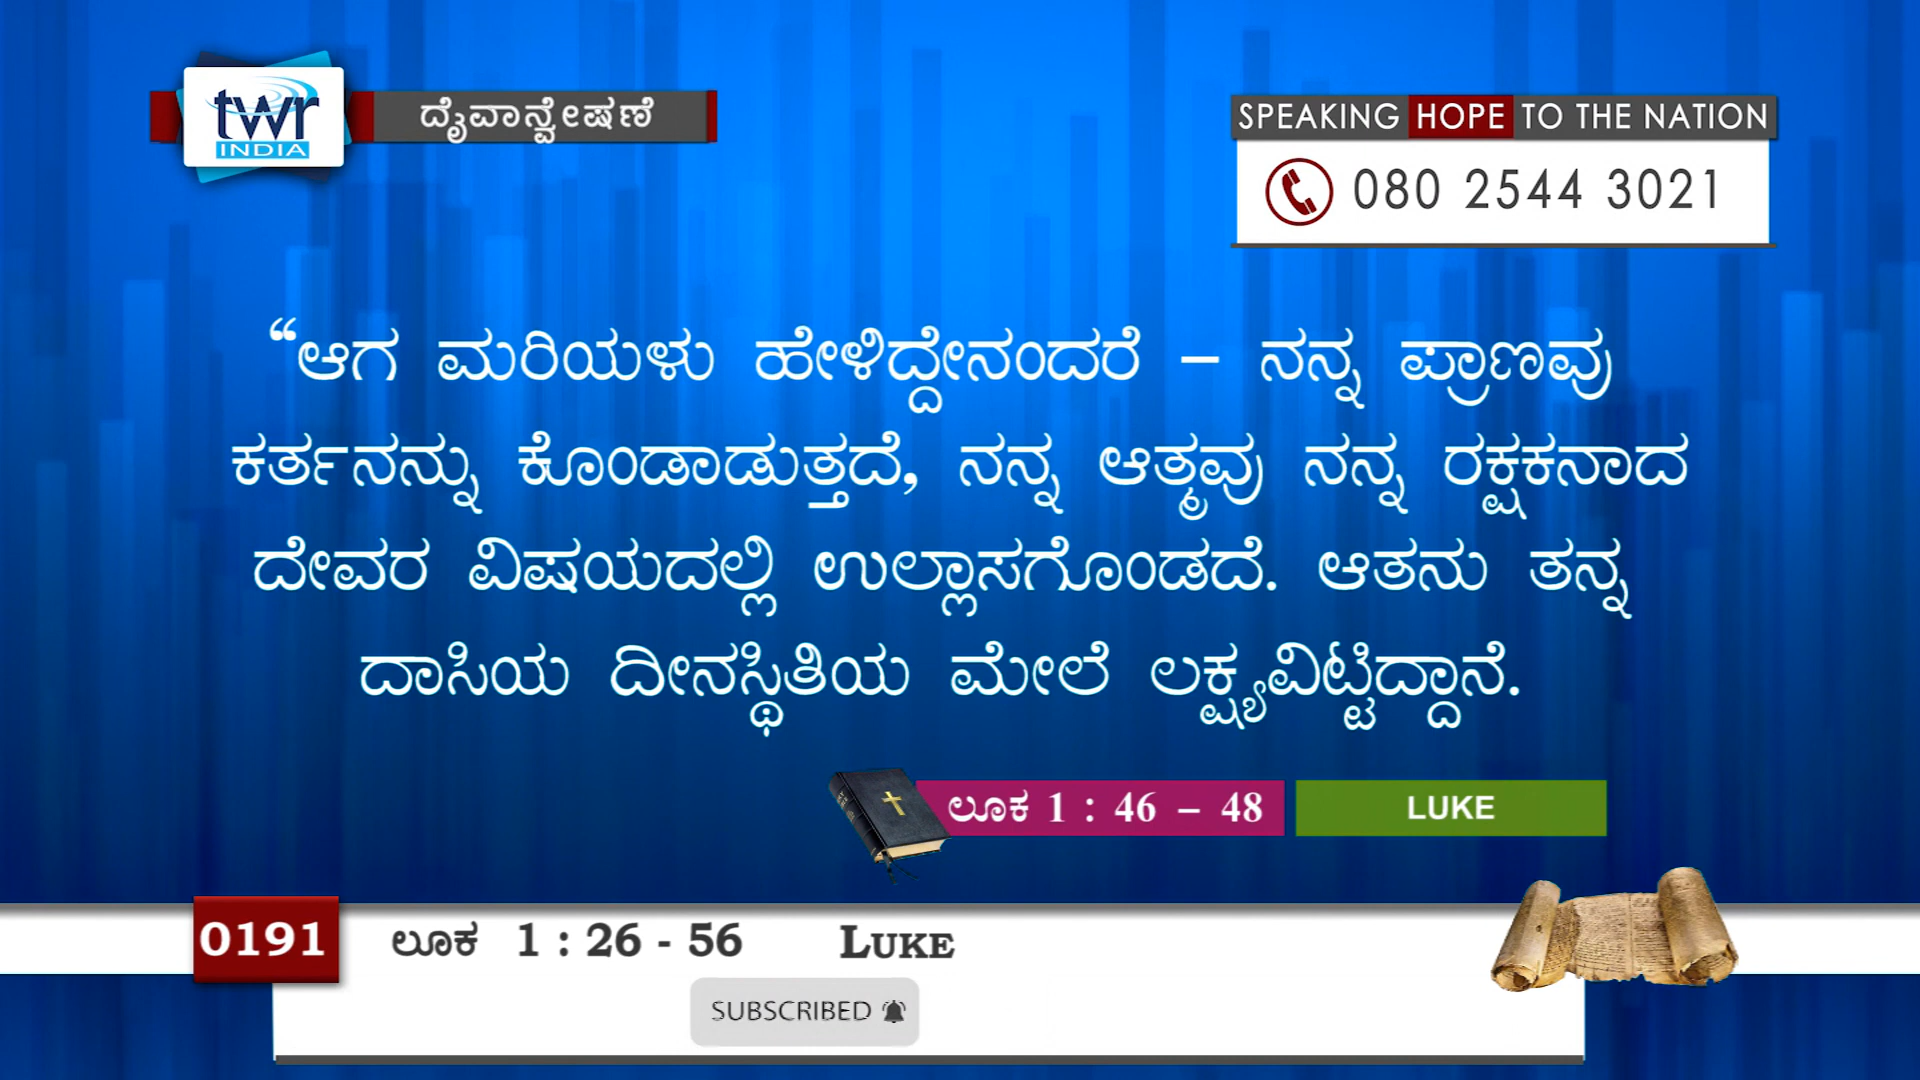 twr
INDIA
ದೈವಾನ್ವೇಷಣೆ
SPEAKING HOPE TO THE NATION
080 2544 3021
“ಆಗ ಮರಿಯಳು ಹೇಳಿದ್ದೇನಂದರೆ – ನನ್ನ ಪ್ರಾಣವು
ಕರ್ತನನ್ನು ಕೊಂಡಾಡುತ್ತದೆ, ನನ್ನ ಆತ್ಮವು ನನ್ನ ರಕ್ಷಕನಾದ
ದೇವರ ವಿಷಯದಲ್ಲಿ ಉಲ್ಲಾಸಗೊಂಡದೆ. ಆತನು ತನ್ನ
ದಾಸಿಯ ದೀನಸ್ಥಿತಿಯ ಮೇಲೆ ಲಕ್ಷ್ಯವಿಟ್ಟಿದ್ದಾನೆ.
ಲೂಕ 1 : 46 – 48
LUKE
0191
ಲೂಕ 1 : 26 - 56 LUKE
SUBSCRIBED